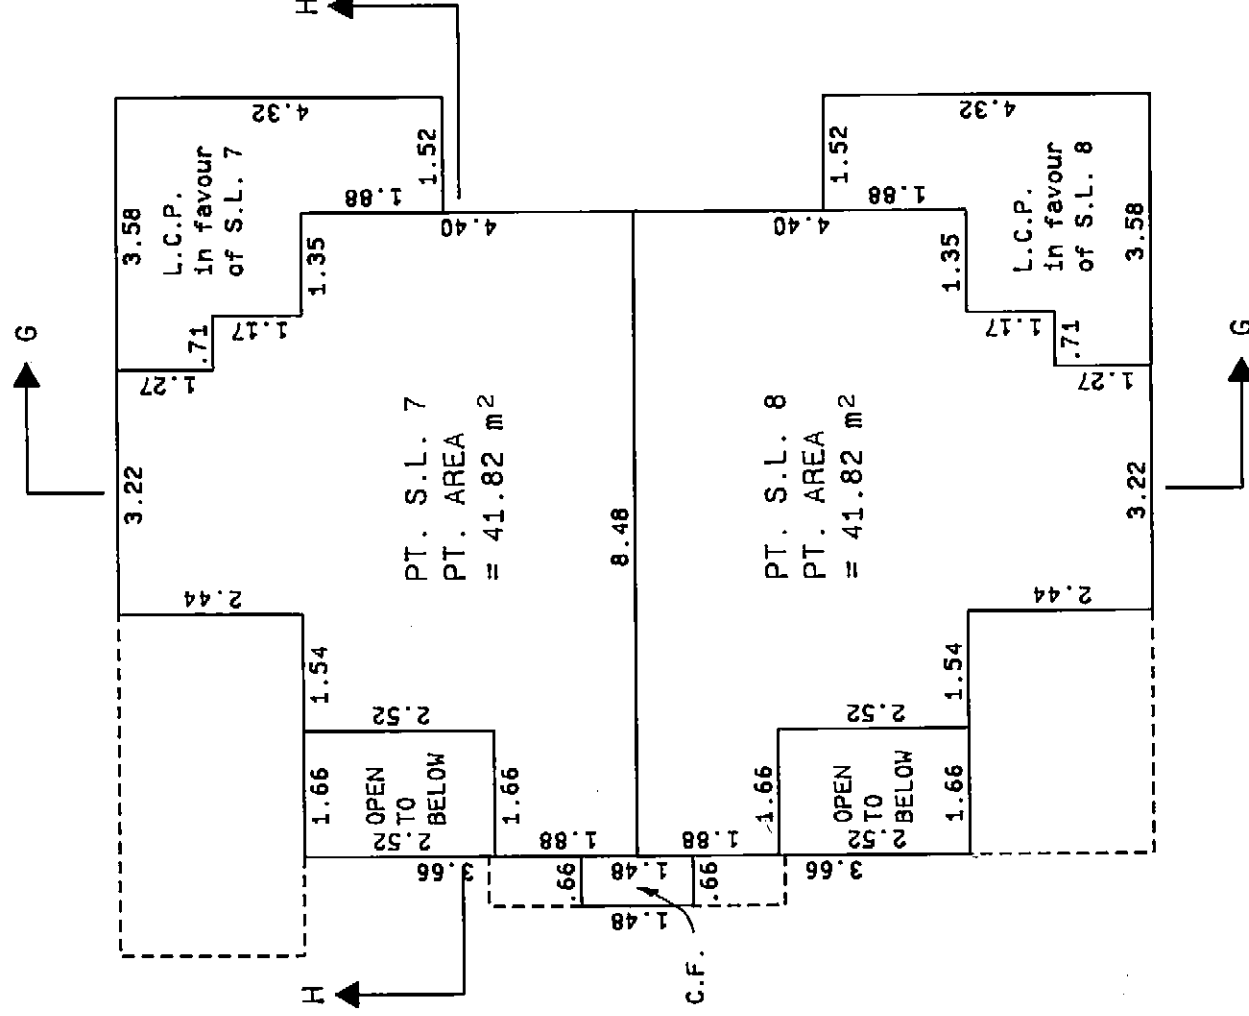 H
G
3.58
4.32
L.C.P.
in favour
of S.L. 7
1.27
.71
1.17
1.35
1.88
1.52
3.22
2.44
4.40
PT. S.L. 7
PT. AREA
= 41.82 m²
1.54
2.52
1.66
OPEN
TO
BELOW
2.52
1.66
3.66
1.88
8.48
.66
1.48
1.48
.69
C.F.
H
1.88
1.66
3.66
OPEN
TO
BELOW
2.52
2.52
1.66
1.54
2.44
PT. S.L. 8
PT. AREA
= 41.82 m²
4.40
1.52
1.88
4.32
1.35
1.17
.71
1.27
L.C.P.
in favour
of S.L. 8
3.58
3.22
G